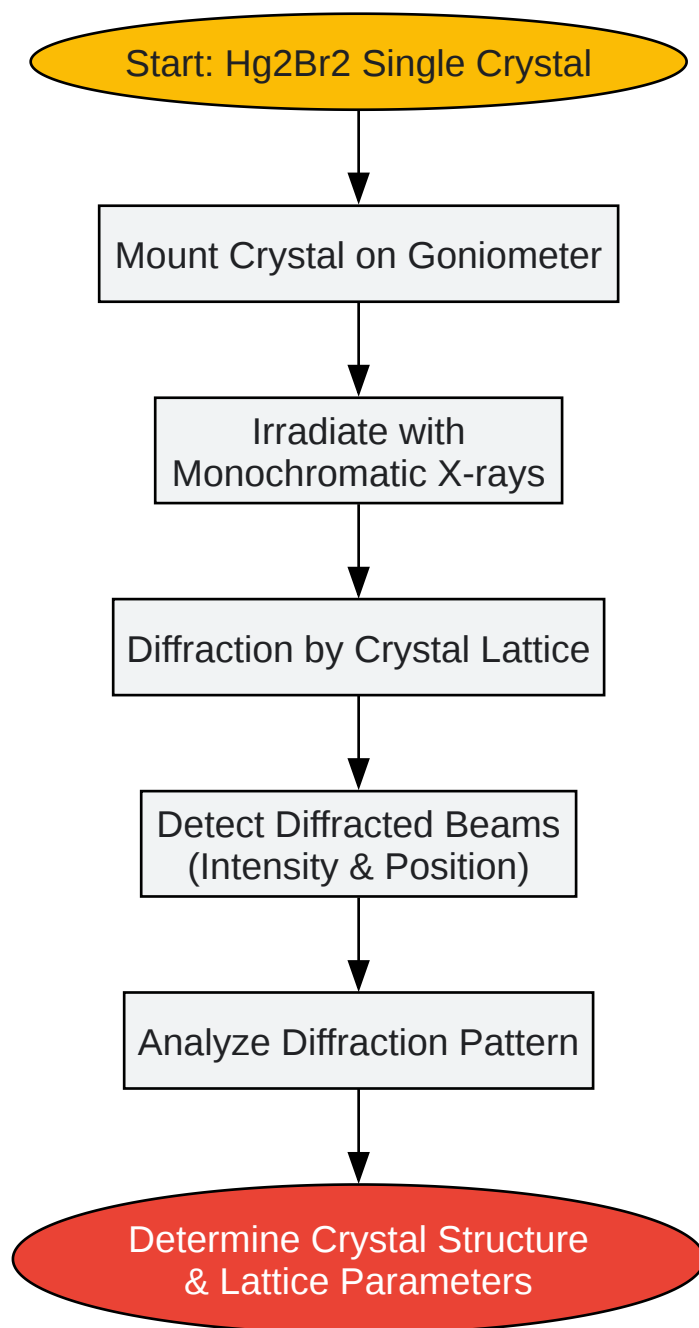 Start: Hg2Br2 Single Crystal
Mount Crystal on Goniometer
Irradiate with
Monochromatic X-rays
Diffraction by Crystal Lattice
Detect Diffracted Beams
(Intensity & Position)
Analyze Diffraction Pattern
Determine Crystal Structure
& Lattice Parameters